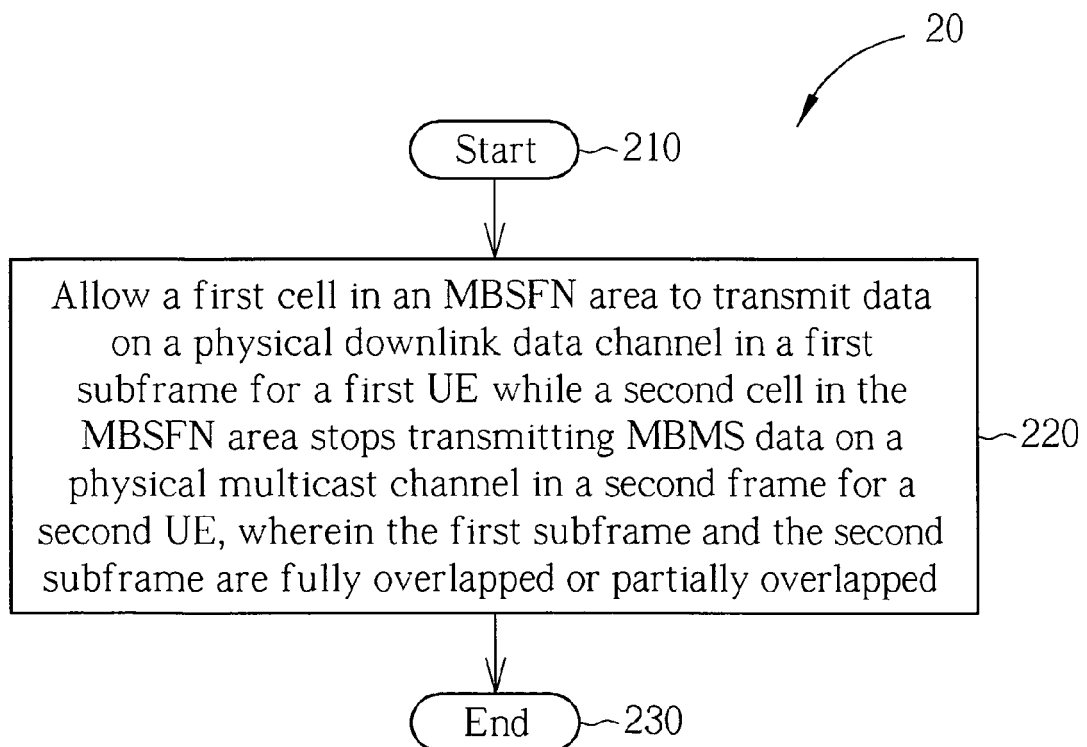 20
Start 210
Allow a first cell in an MBSFN area to transmit data
on a physical downlink data channel in a first
subframe for a first UE while a second cell in the
MBSFN area stops transmitting MBMS data on a
physical multicast channel in a second frame for a
second UE, wherein the first subframe and the second
subframe are fully overlapped or partially overlapped
220
End 230